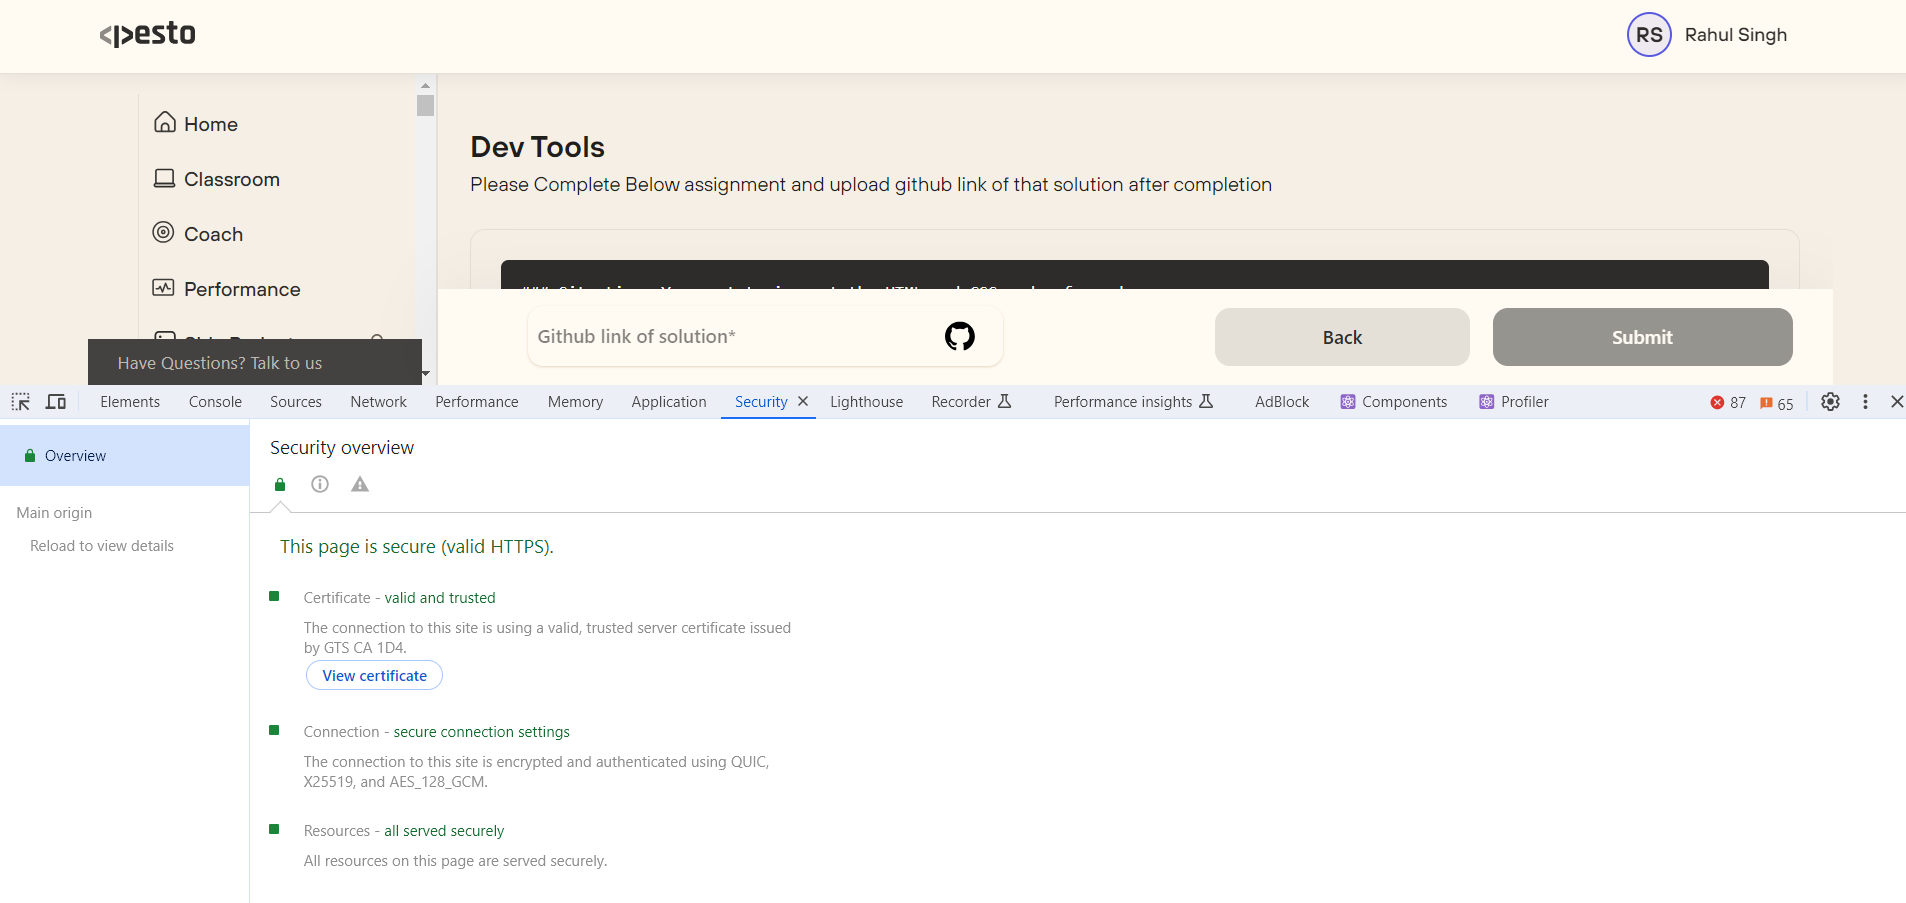 <pesto
RS Rahul Singh
Home
Classroom
Coach
Performance
Have Questions? Talk to us
Dev Tools
Please Complete Below assignment and upload github link of that solution after completion
Github link of solution*
Back
Submit
Elements Console Sources Network Performance Memory Application Security Lighthouse Recorder Performance insights AdBlock Components Profiler 87 65
Overview
Main origin
Reload to view details
Security overview
This page is secure (valid HTTPS).
Certificate - valid and trusted
The connection to this site is using a valid, trusted server certificate issued
by GTS CA 1D4.
View certificate
Connection - secure connection settings
The connection to this site is encrypted and authenticated using QUIC,
X25519, and AES_128_GCM.
Resources - all served securely
All resources on this page are served securely.